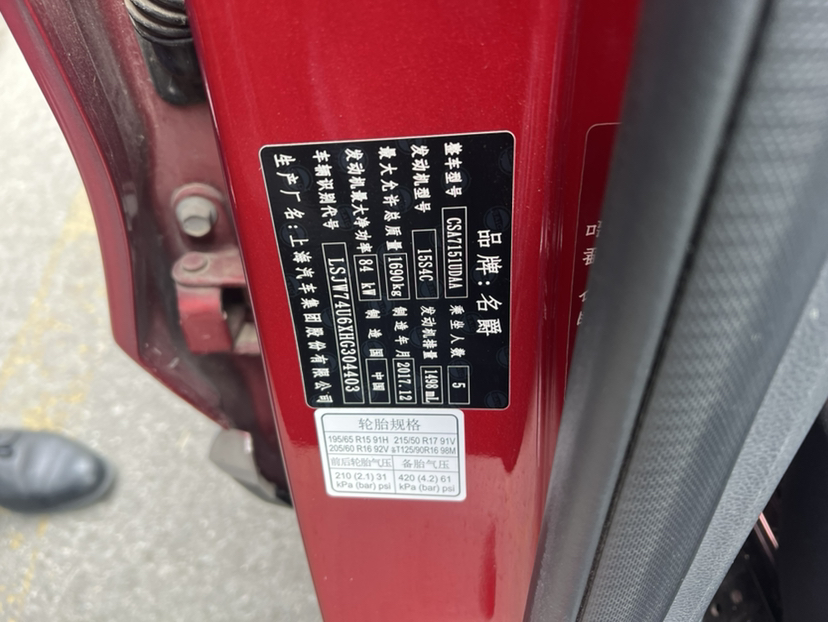 品牌:名爵
整车型号 CSA7151UDAA 乘坐人数 5
发动机型号 15S4C 发动机排量 1498mL
最大允许总质量 1690kg 制造年月 2017.12
发动机最大净功率 84 kW 制造国 中国
车辆识别代号 LSJW74U6XHG304403
生产厂名:上海汽车集团股份有限公司
轮胎规格
195/65 R15 91H 215/50 R17 91V
205/60 R16 92V aT125/90R16 98M
前后轮胎气压 备胎气压
210 (2.1) 31 420 (4.2) 61
kPa (bar) psi kPa (bar) psi